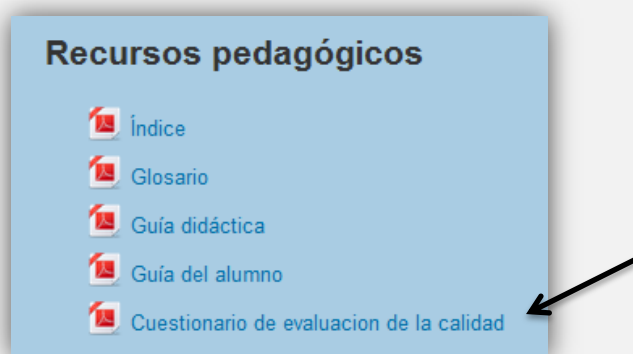 Recursos pedagógicos
Índice
Glosario
Guía didáctica
Guía del alumno
Cuestionario de evaluacion de la calidad